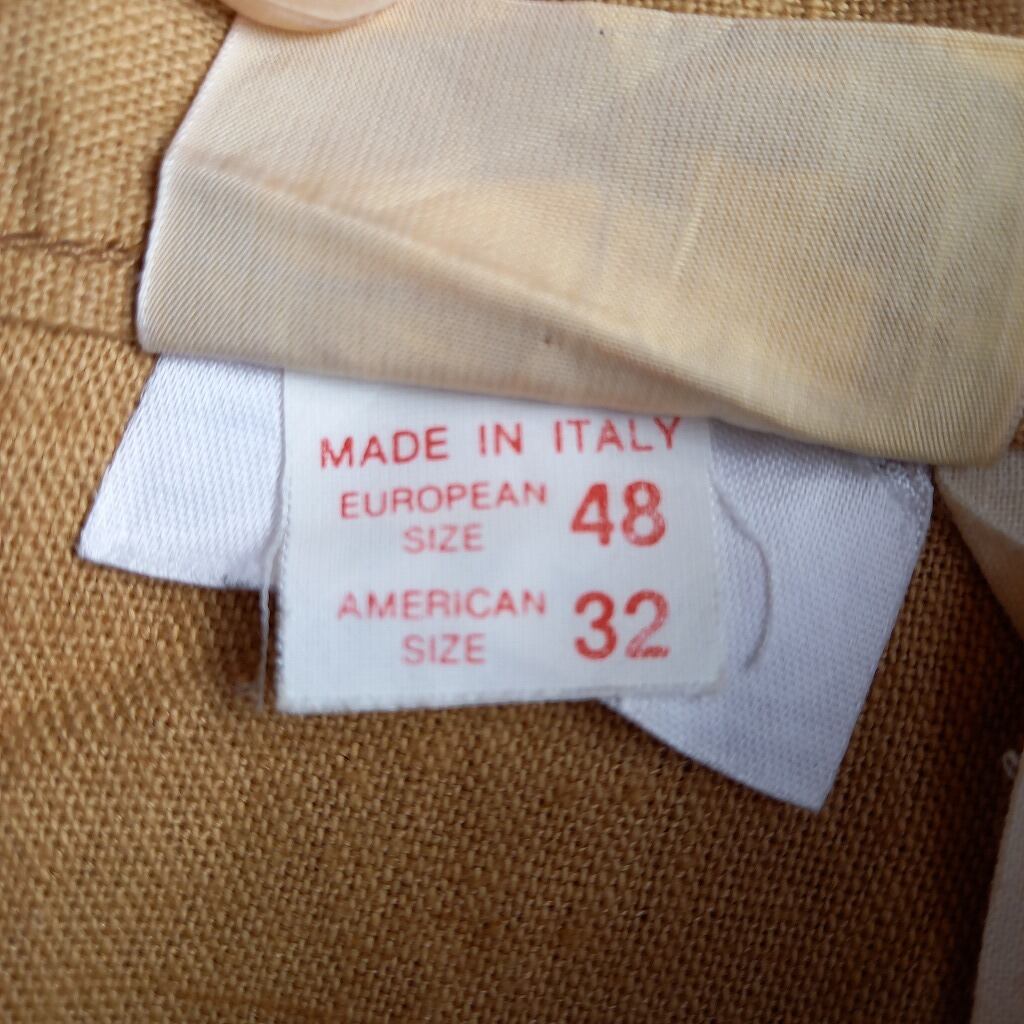 MADE IN ITALY
EUROPEAN SIZE 48
AMERICAN SIZE 32